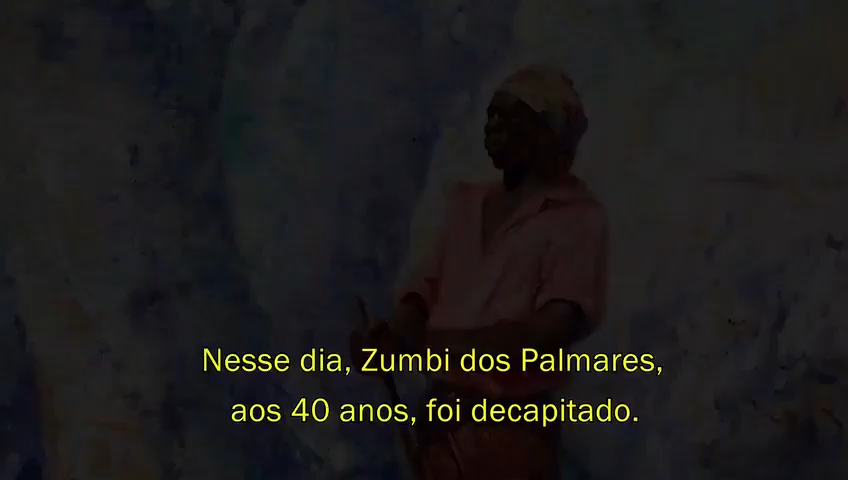 Nesse dia, Zumbi dos Palmares,
aos 40 anos, foi decapitado.